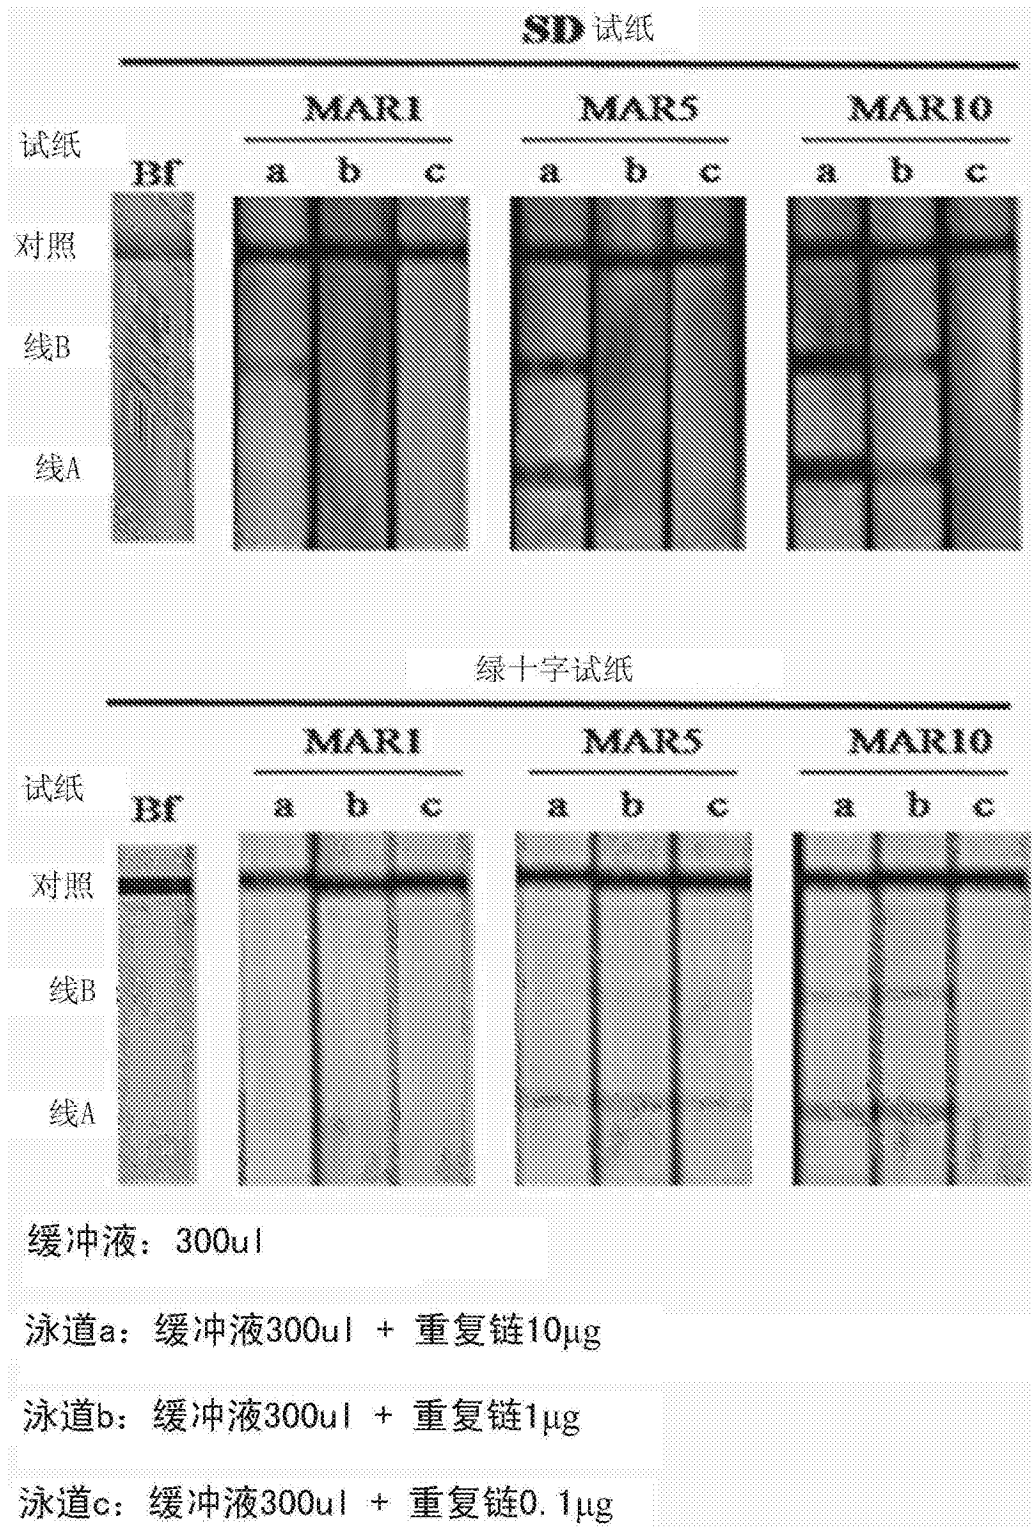 SD 试纸
MAR1 MAR5 MAR10
试纸
Bf a b c a b c a b c
对照
线B
线A
绿十字试纸
MAR1 MAR5 MAR10
试纸
Bf a b c a b c a b c
对照
线B
线A
缓冲液：300ul
泳道a：缓冲液300ul + 重复链10μg
泳道b：缓冲液300ul + 重复链1μg
泳道c：缓冲液300ul + 重复链0.1μg